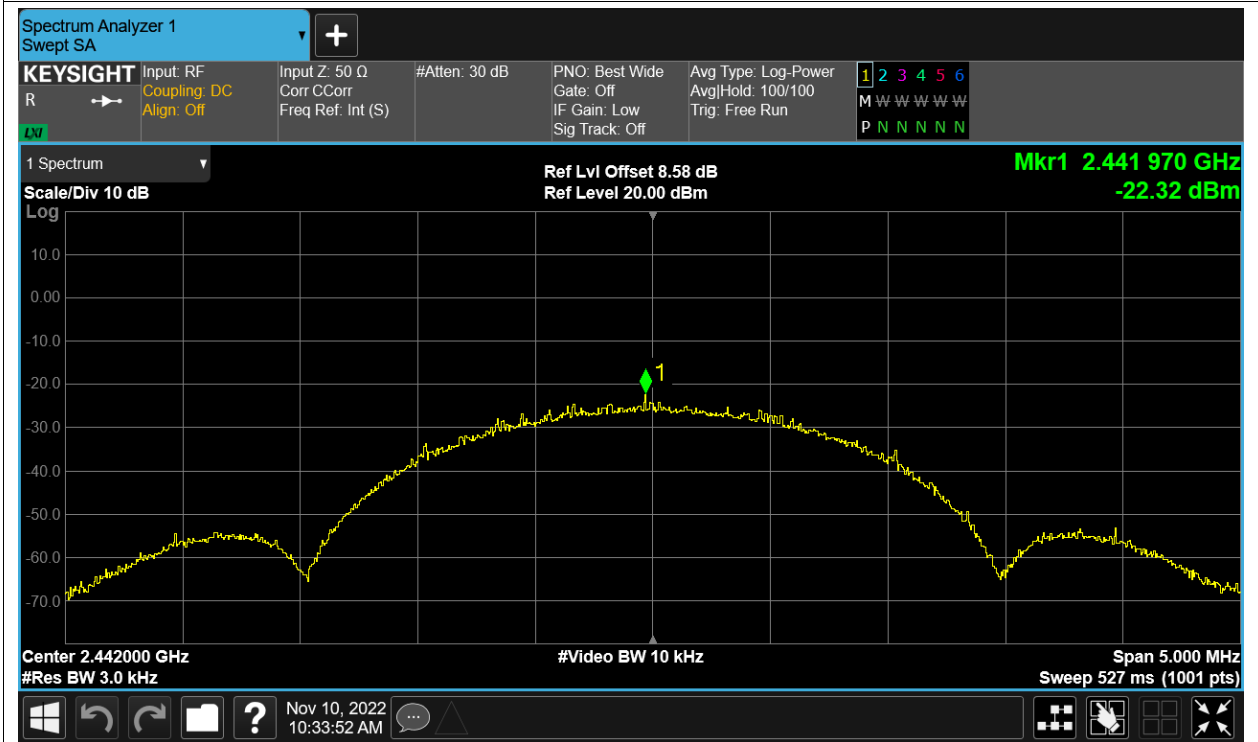 Spectrum Analyzer 1
Swept SA
KEYSIGHT
R
LXI
Input: RF
Coupling: DC
Align: Off
Input Z: 50 Ω
Corr CCorr
Freq Ref: Int (S)
#Atten: 30 dB
PNO: Best Wide
Gate: Off
IF Gain: Low
Sig Track: Off
Avg Type: Log-Power
Avg|Hold: 100/100
Trig: Free Run
1 2 3 4 5 6
M W W W W W
P N N N N N
1 Spectrum
Scale/Div 10 dB
Log
Ref Lvl Offset 8.58 dB
Ref Level 20.00 dBm
Mkr1 2.441 970 GHz
-22.32 dBm
10.0
0.00
-10.0
-20.0
-30.0
-40.0
-50.0
-60.0
-70.0
1
Center 2.442000 GHz
#Res BW 3.0 kHz
#Video BW 10 kHz
Span 5.000 MHz
Sweep 527 ms (1001 pts)
?
Nov 10, 2022
10:33:52 AM